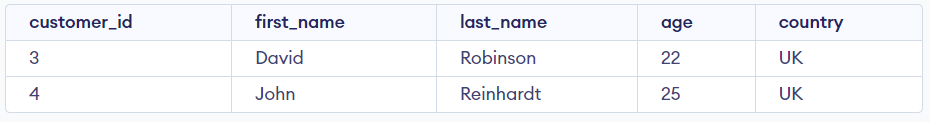 customer_id first_name last_name age country
3 David Robinson 22 UK
4 John Reinhardt 25 UK